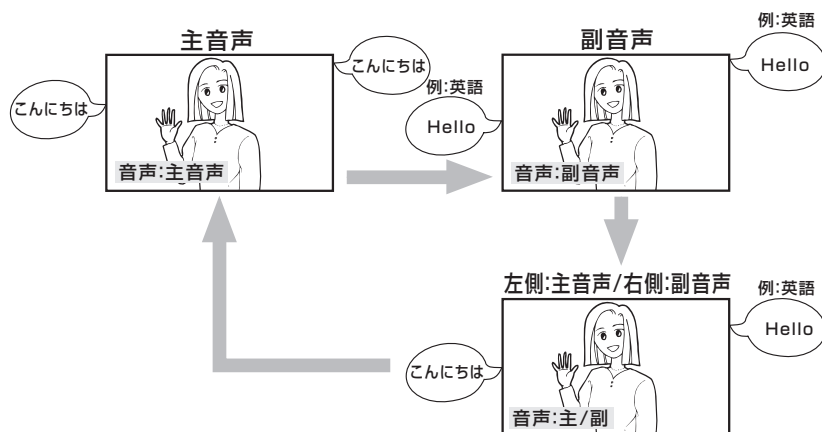 主音声
こんにちは
こんにちは
音声:主音声
副音声
例:英語
Hello
例:英語
Hello
音声:副音声
左側:主音声/右側:副音声
例:英語
こんにちは
Hello
音声:主/副